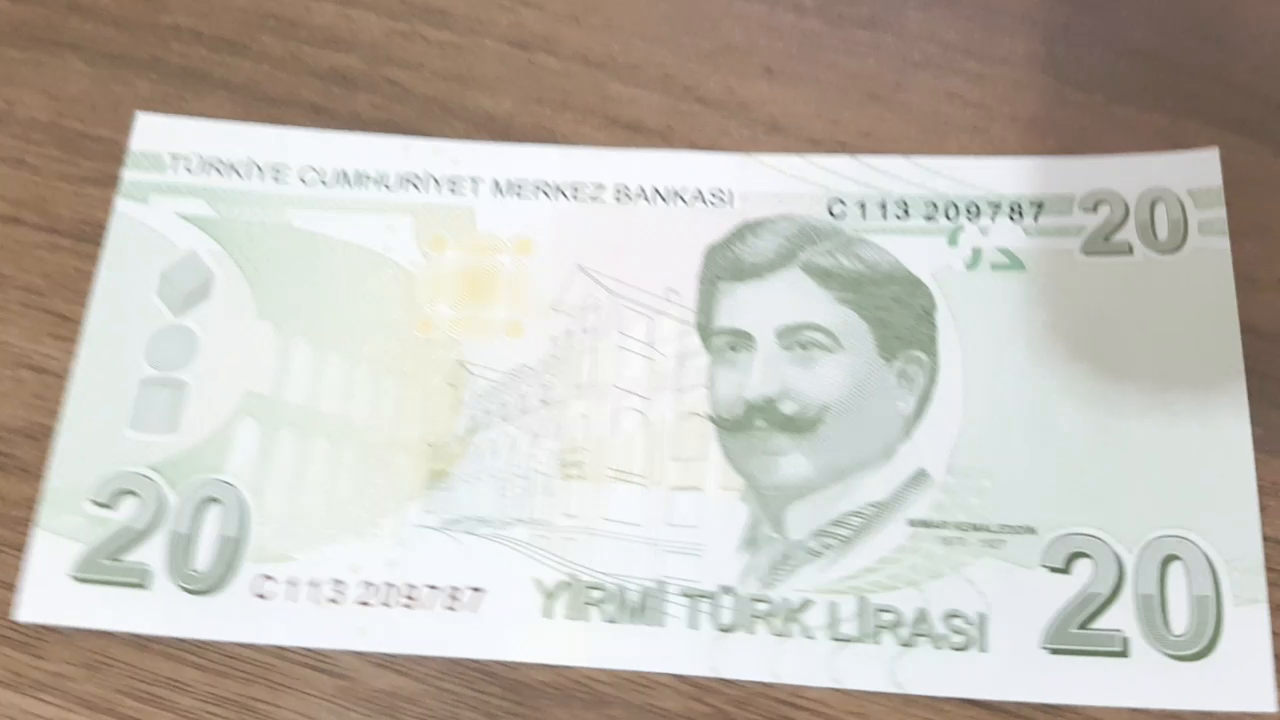 TÜRKİYE CUMHURİYET MERKEZ BANKASI
C113 209787
20
20
C113 209787
YİRMİ TÜRK LİRASI
20